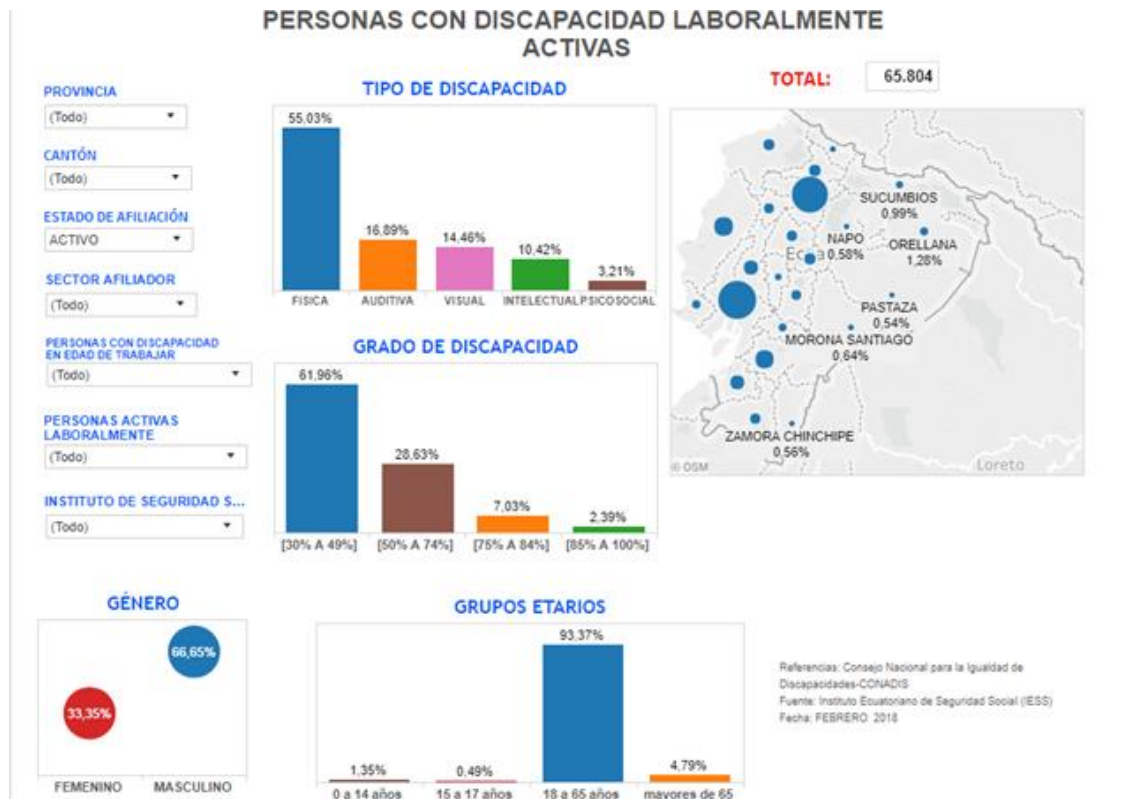 PERSONAS CON DISCAPACIDAD LABORALMENTE
ACTIVAS
TOTAL:
65.804
PROVINCIA
(Todo)
CANTÓN
(Todo)
ESTADO DE AFILIACIÓN
ACTIVO
SECTOR AFILIADOR
(Todo)
PERSONAS CON DISCAPACIDAD
EN EDAD DE TRABAJAR
(Todo)
PERSONAS ACTIVAS
LABORALMENTE
(Todo)
INSTITUTO DE SEGURIDAD S...
(Todo)
TIPO DE DISCAPACIDAD
55,03%
16,89%
14,46%
10,42%
3,21%
FISICA
AUDITIVA
VISUAL
INTELECTUAL
PSICOSOCIAL
GRADO DE DISCAPACIDAD
61,96%
28,63%
7,03%
2,39%
[30% A 49%]
[50% A 74%]
[75% A 84%]
[85% A 100%]
SUCUMBIOS
0,99%
NAPO
0,58%
ORELLANA
1,28%
PASTAZA
0,54%
MORONA SANTIAGO
0,64%
ZAMORA CHINCHIPE
0,56%
Loreto
© OSM
GÉNERO
66,65%
33,35%
FEMENINO
MASCULINO
GRUPOS ETARIOS
1,35%
0,49%
93,37%
4,79%
0 a 14 años
15 a 17 años
18 a 65 años
mayores de 65
Referencias: Consejo Nacional para la Igualdad de
Discapacidades-CONADIS
Fuente: Instituto Ecuatoriano de Seguridad Social (IESS)
Fecha: FEBRERO 2018